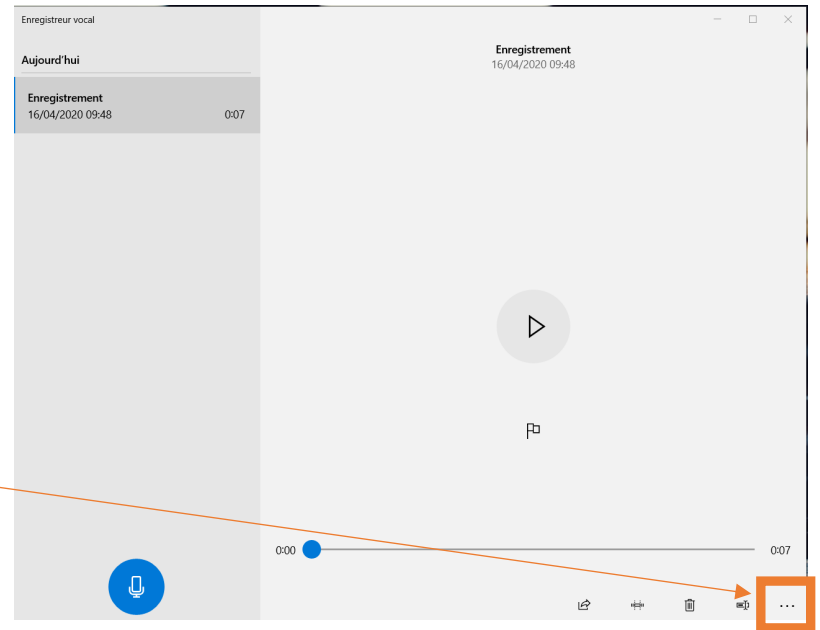 Enregistreur vocal
Aujourd'hui
Enregistrement
16/04/2020 09:48 0:07
Enregistrement
16/04/2020 09:48
0:00 0:07